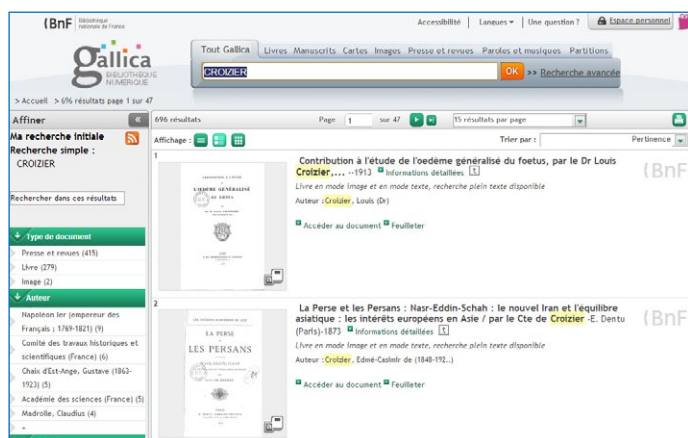 {BnF Bibliothèque nationale de France
Accessibilité Langues Une question ? Espace personnel
gallica
BIBLIOTHÈQUE
NUMÉRIQUE
Tout Gallica Livres Manuscrits Cartes Images Presse et revues Paroles et musiques Partitions
CROIZIER OK >> Recherche avancée
> Accueil > 696 résultats page 1 sur 47
Affiner «
696 résultats Page 1 sur 47 15 résultats par page
Ma recherche initiale
Recherche simple :
CROIZIER
Rechercher dans ces résultats
Affichage : Trier par : Pertinence
Type de document
Presse et revues (415)
Livre (279)
Image (2)
Auteur
Napoléon Ier (empereur des
Français ; 1769-1821) (9)
Comité des travaux historiques et
scientifiques (France) (6)
Chaix d'Est-Ange, Gustave (1863-
1923) (5)
Académie des sciences (France) (5)
Madrolle, Claudius (4)
1
L'OEDÈME GÉNÉRALISÉ
DU FOETUS
Contribution à l'étude de l'oedème généralisé du foetus, par le Dr Louis
Croizier,... --1913 Informations détaillées t
Livre en mode image et en mode texte, recherche plein texte disponible
Auteur : Croizier, Louis (Dr)
Accéder au document Feuilleter
{BnF
2
LA PERSE
ET
LES PERSANS
La Perse et les Persans : Nasr-Eddin-Schah : le nouvel Iran et l'équilibre
asiatique : les intérêts européens en Asie / par le Cte de Croizier -E. Dentu
(Paris)-1873 Informations détaillées t
Livre en mode image et en mode texte, recherche plein texte disponible
Auteur : Croizier, Edmé-Casimir de (1848-192..)
Accéder au document Feuilleter
{BnF